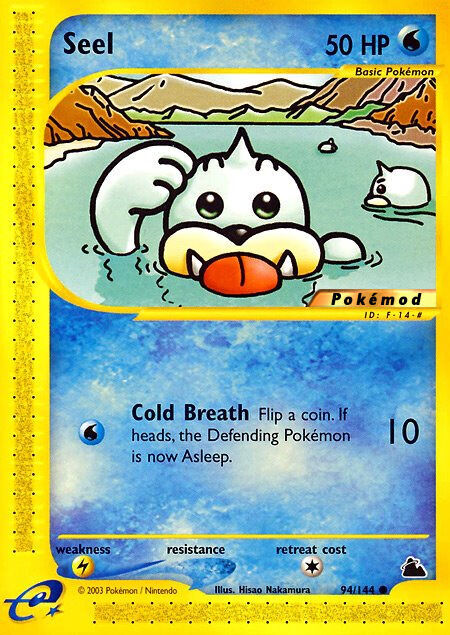 Seel 50 HP
Basic Pokémon
Pokémod
ID: F-14-#
Cold Breath Flip a coin. If
heads, the Defending Pokémon
is now Asleep.
10
weakness resistance retreat cost
© 2003 Pokémon / Nintendo Illus. Hisao Nakamura 94/144
e